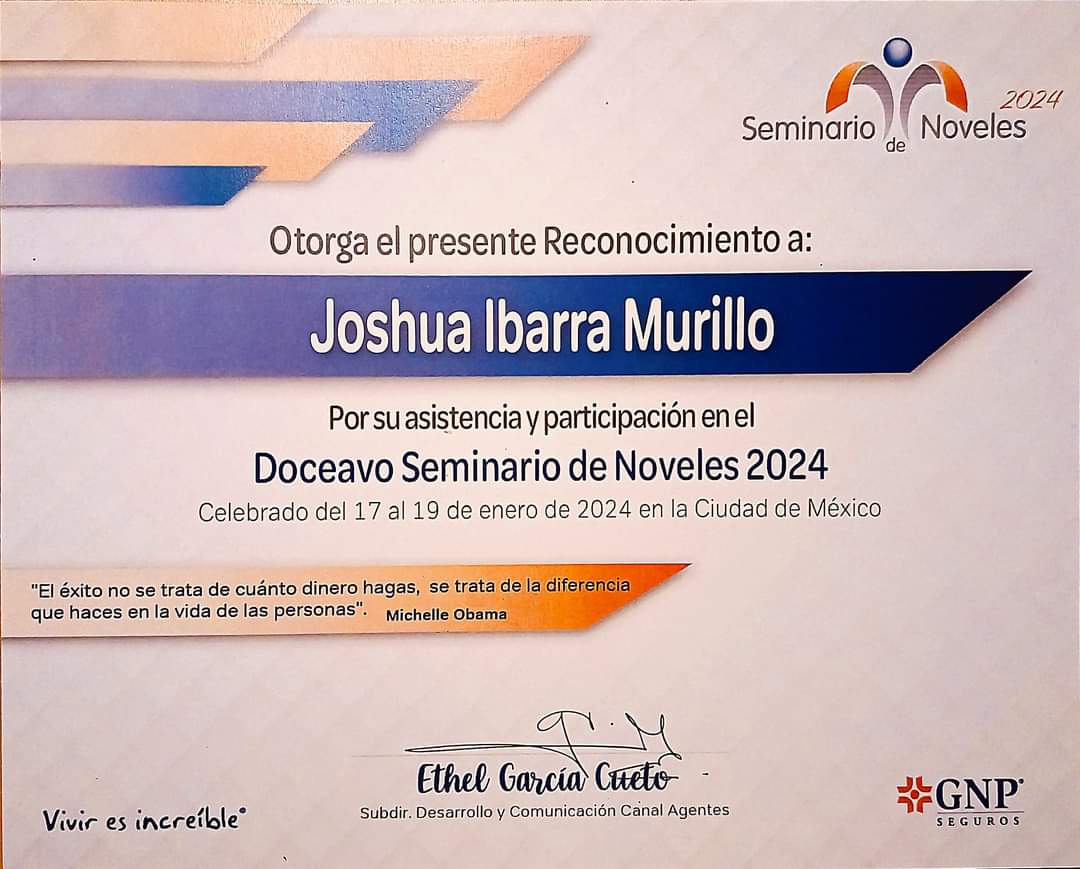 2024
Seminario de Noveles
Otorga el presente Reconocimiento a:
Joshua Ibarra Murillo
Por su asistencia y participación en el
Doceavo Seminario de Noveles 2024
Celebrado del 17 al 19 de enero de 2024 en la Ciudad de México
"El éxito no se trata de cuánto dinero hagas, se trata de la diferencia
que haces en la vida de las personas". Michelle Obama
Ethel García Cueto
Subdir. Desarrollo y Comunicación Canal Agentes
Vivir es increíble®
GNP®
SEGUROS